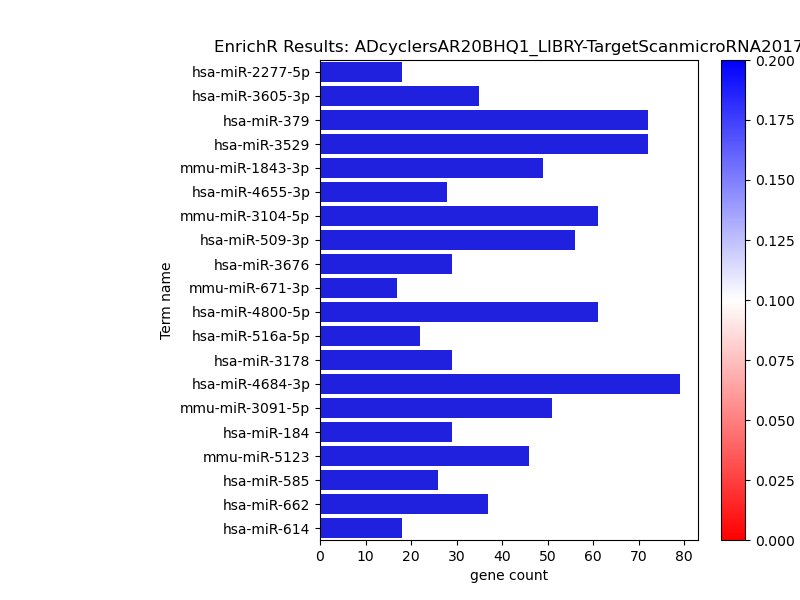 EnrichR Results: ADcyclersAR20BHQ1_LIBRY-TargetScanmicroRNA2017
hsa-miR-2277-5p
hsa-miR-3605-3p
hsa-miR-379
hsa-miR-3529
mmu-miR-1843-3p
hsa-miR-4655-3p
mmu-miR-3104-5p
hsa-miR-509-3p
hsa-miR-3676
mmu-miR-671-3p
hsa-miR-4800-5p
hsa-miR-516a-5p
hsa-miR-3178
hsa-miR-4684-3p
mmu-miR-3091-5p
hsa-miR-184
mmu-miR-5123
hsa-miR-585
hsa-miR-662
hsa-miR-614
Term name
0 10 20 30 40 50 60 70 80
gene count
0.200
0.175
0.150
0.125
0.100
0.075
0.050
0.025
0.000